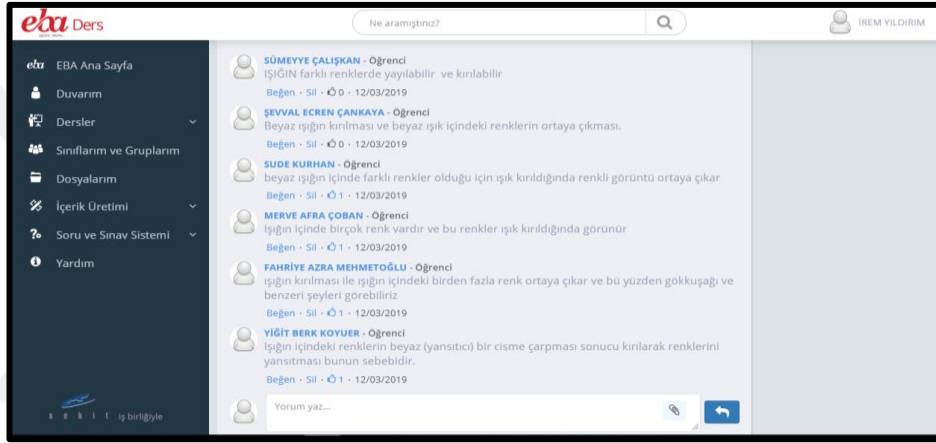 eba Ders
Ne aramıştınız?
İREM YILDIRIM
eba EBA Ana Sayfa
Duvarım
Dersler
Sınıflarım ve Gruplarım
Dosyalarım
İçerik Üretimi
Soru ve Sınav Sistemi
Yardım
sebit iş birliğiyle
SÜMEYYE ÇALIŞKAN - Öğrenci
IŞIĞIN farklı renklerde yayılabilir ve kırılabilir
Beğen · Sil · 0 · 12/03/2019
ŞEVVAL ECREN ÇANKAYA - Öğrenci
Beyaz ışığın kırılması ve beyaz ışık içindeki renklerin ortaya çıkması.
Beğen · Sil · 0 · 12/03/2019
SUDE KURHAN - Öğrenci
beyaz ışığın içinde farklı renkler olduğu için ışık kırıldığında renkli görüntü ortaya çıkar
Beğen · Sil · 1 · 12/03/2019
MERVE AFRA ÇOBAN - Öğrenci
Işığın içinde birçok renk vardır ve bu renkler ışık kırıldığında görünür
Beğen · Sil · 1 · 12/03/2019
FAHRİYE AZRA MEHMETOĞLU - Öğrenci
ışığın kırılması ile ışığın içindeki birden fazla renk ortaya çıkar ve bü yüzden gökkuşağı ve
benzeri şeyleri görebiliriz
Beğen · Sil · 1 · 12/03/2019
YİĞİT BERK KOYUER - Öğrenci
Işığın içindeki renklerin beyaz (yansıtıcı) bir cisme çarpması sonucu kırılarak renklerini
yansıtması bunun sebebidir.
Beğen · Sil · 1 · 12/03/2019
Yorum yaz...